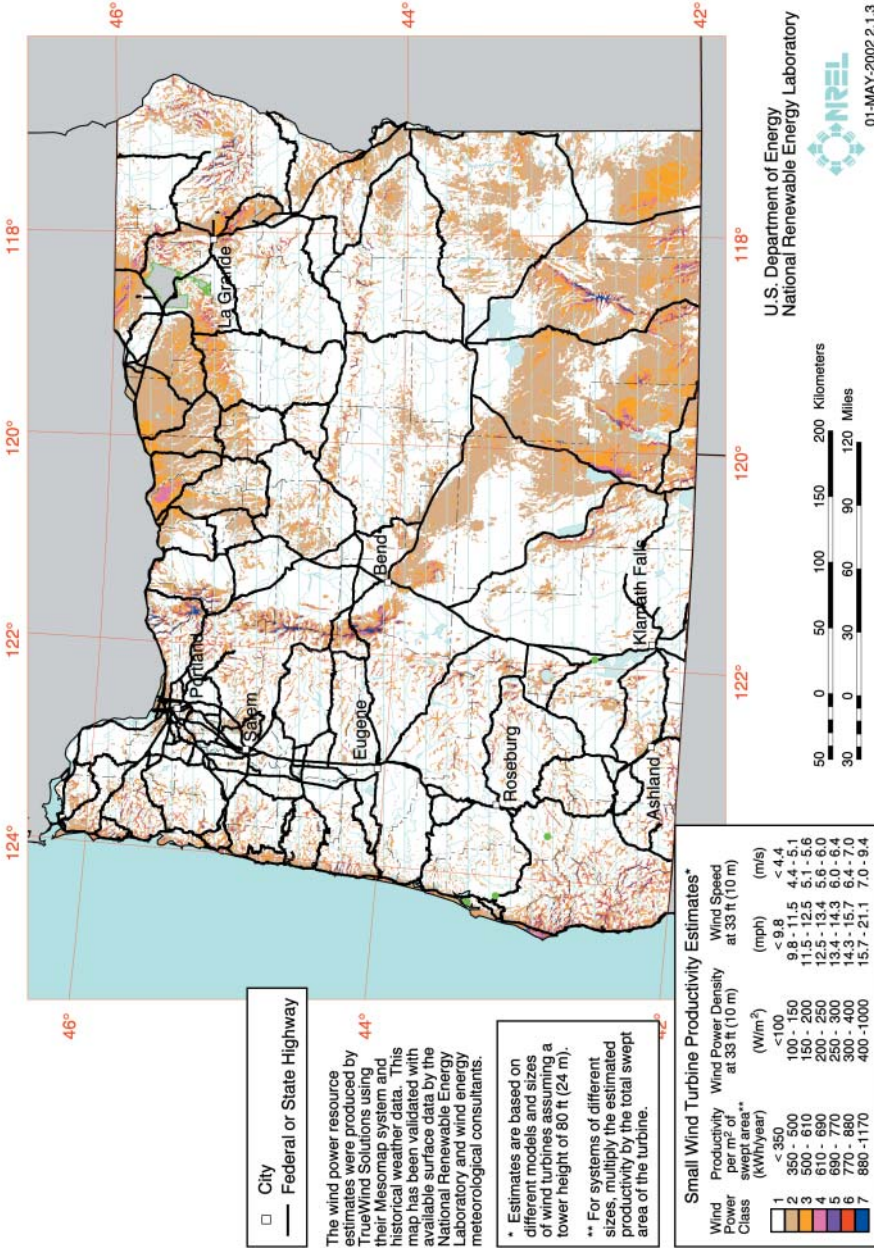 □ City
Federal or State Highway
The wind power resource
estimates were produced by
TrueWind Solutions using
their Mesomap system and
historical weather data. This
map has been validated with
available surface data by the
National Renewable Energy
Laboratory and wind energy
meteorological consultants.
* Estimates are based on
different models and sizes
of wind turbines assuming a
tower height of 80 ft (24 m).
** For systems of different
sizes, multiply the estimated
productivity by the total swept
area of the turbine.
124°
122°
120°
118°
46°
46°
44°
44°
42°
42°
122°
120°
118°
Portland
Salem
Eugene
Bend
La Grande
Roseburg
Ashland
Klamath Falls
Small Wind Turbine Productivity Estimates*
Wind Productivity Wind Power Density Wind Speed
Power per m² of at 33 ft (10 m) at 33 ft (10 m)
Class swept area**
(kWh/year) (W/m²) (mph) (m/s)
1 < 350 <100 < 9.8 < 4.4
2 350 - 500 100 - 150 9.8 - 11.5 4.4 - 5.1
3 500 - 610 150 - 200 11.5 - 12.5 5.1 - 5.6
4 610 - 690 200 - 250 12.5 - 13.4 5.6 - 6.0
5 690 - 770 250 - 300 13.4 - 14.3 6.0 - 6.4
6 770 - 880 300 - 400 14.3 - 15.7 6.4 - 7.0
7 880 -1170 400 -1000 15.7 - 21.1 7.0 - 9.4
50 0 50 100 150 200 Kilometers
30 0 30 60 90 120 Miles
U.S. Department of Energy
National Renewable Energy Laboratory
NREL
01-MAY-2002 2.1.3